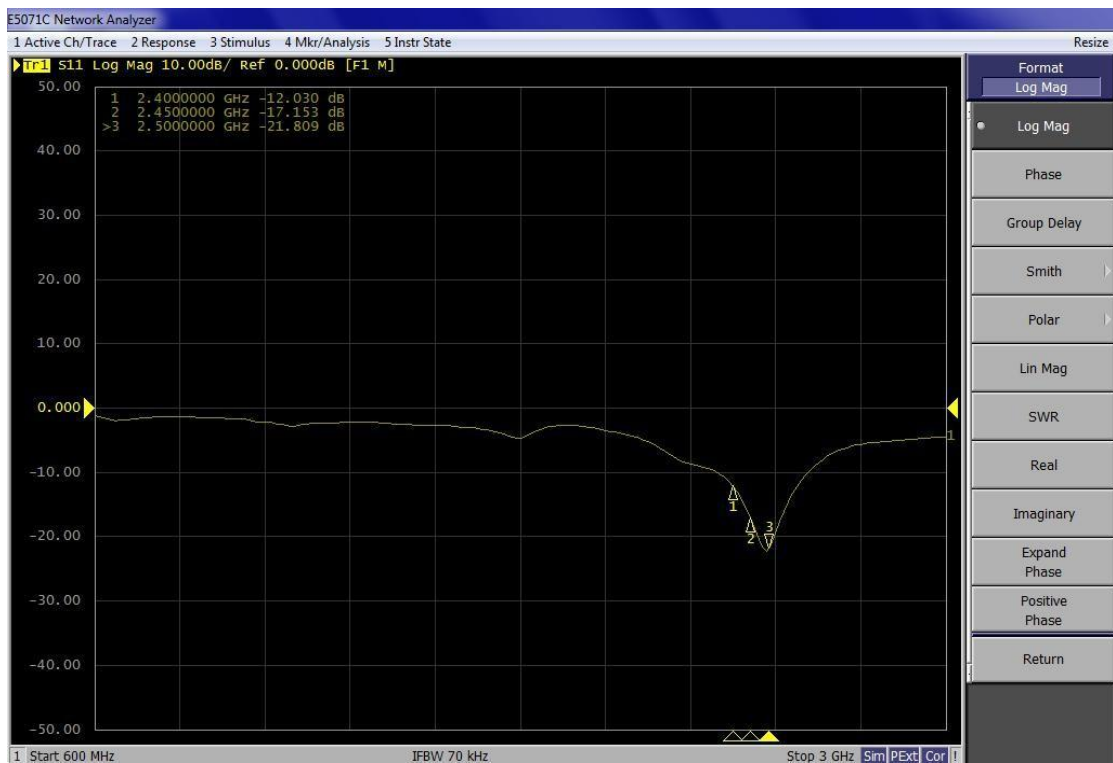 E5071C Network Analyzer
1 Active Ch/Trace 2 Response 3 Stimulus 4 Mkr/Analysis 5 Instr State Resize
Tr1 S11 Log Mag 10.00dB/ Ref 0.000dB [F1 M]
50.00
1 2.4000000 GHz -12.030 dB
2 2.4500000 GHz -17.153 dB
>3 2.5000000 GHz -21.809 dB
40.00
30.00
20.00
10.00
0.000
-10.00
-20.00
-30.00
-40.00
-50.00
1
1
2
3
1 Start 600 MHz IFBW 70 kHz Stop 3 GHz Sim PExt Cor !
Format
Log Mag
Log Mag
Phase
Group Delay
Smith
Polar
Lin Mag
SWR
Real
Imaginary
Expand
Phase
Positive
Phase
Return